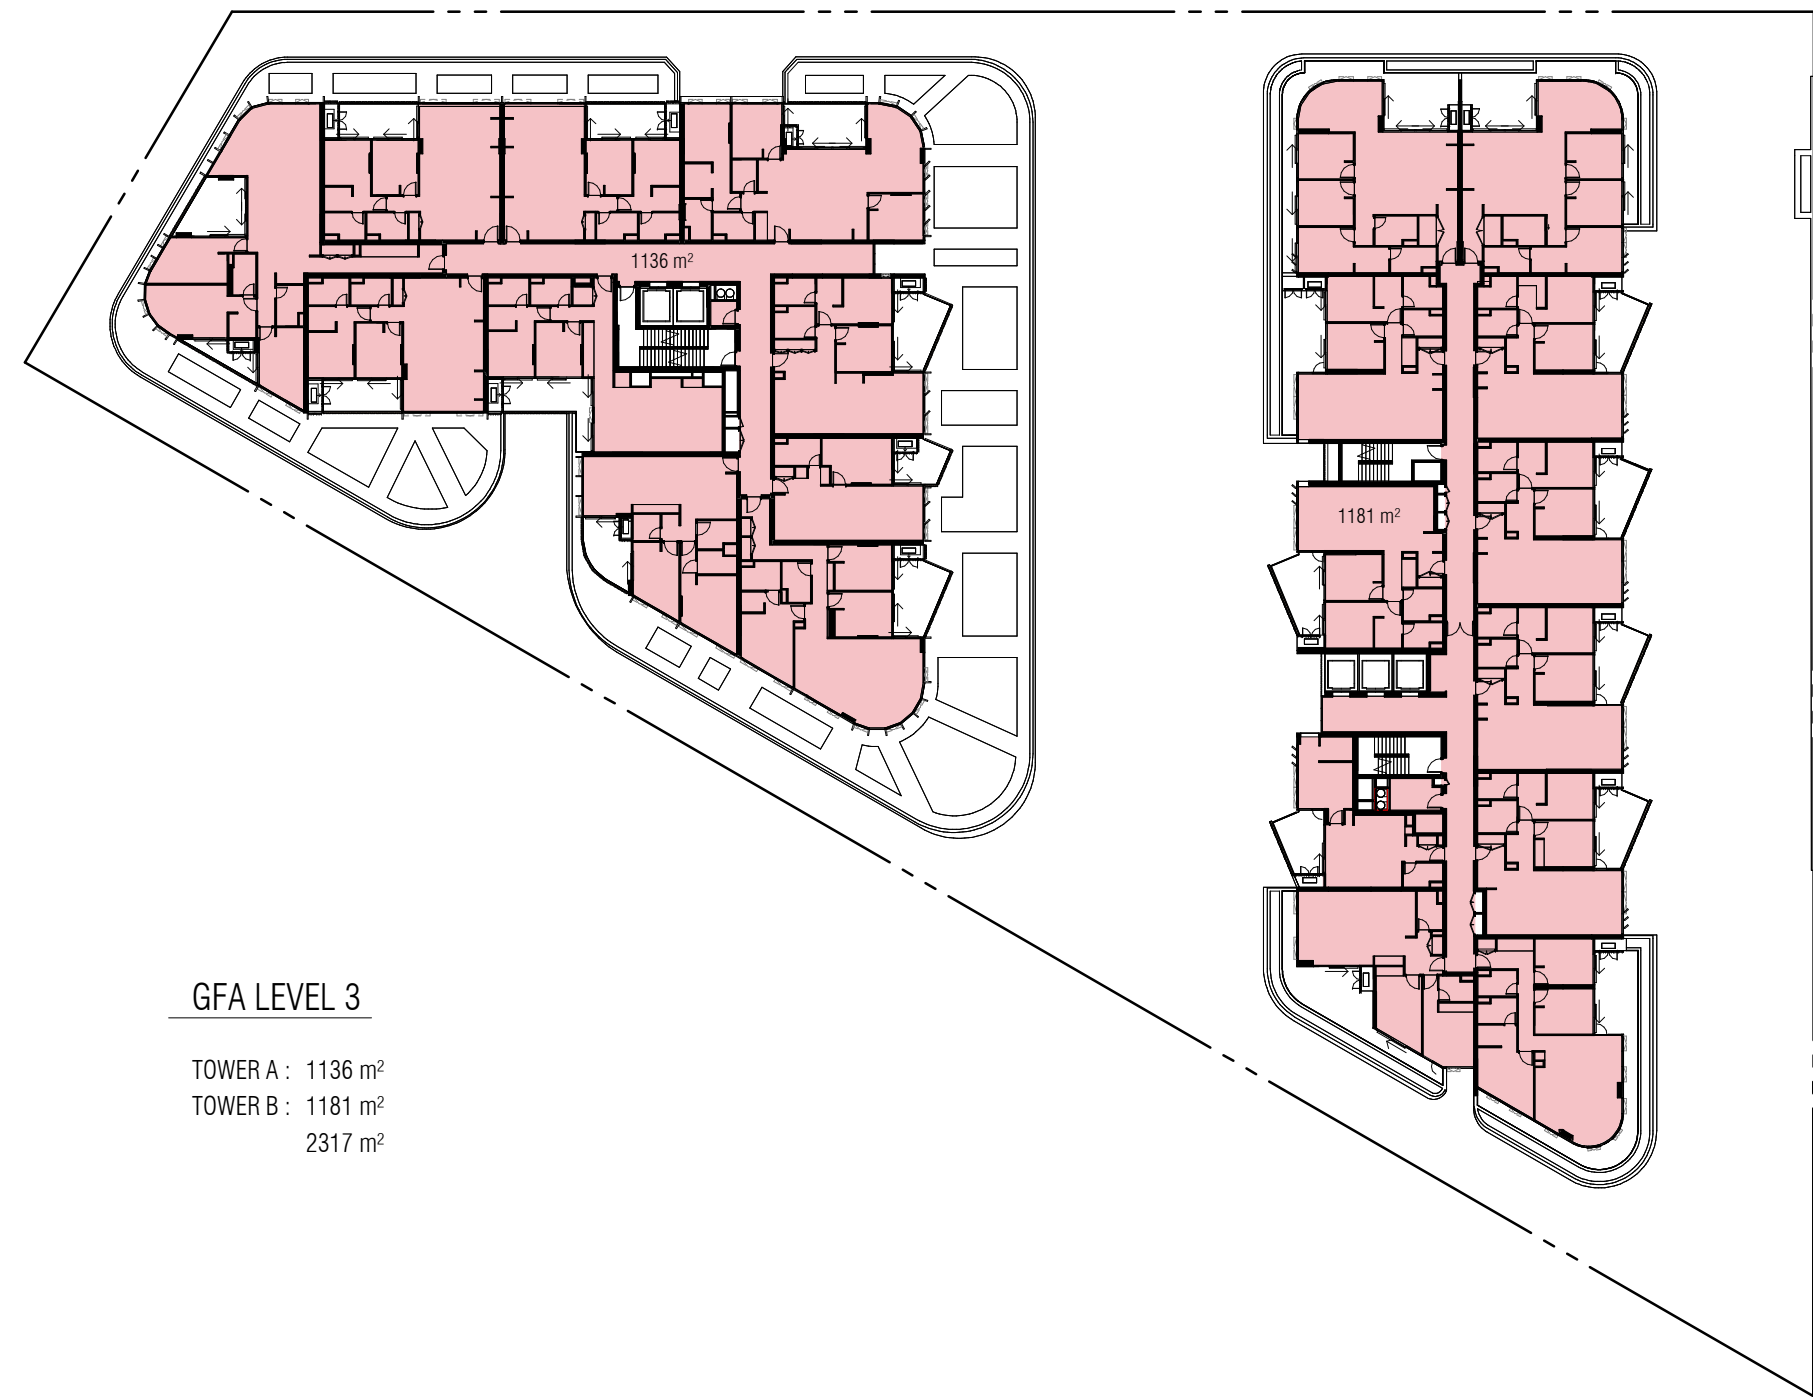 1136 m²
1181 m²
GFA LEVEL 3
TOWER A : 1136 m²
TOWER B : 1181 m²
2317 m²